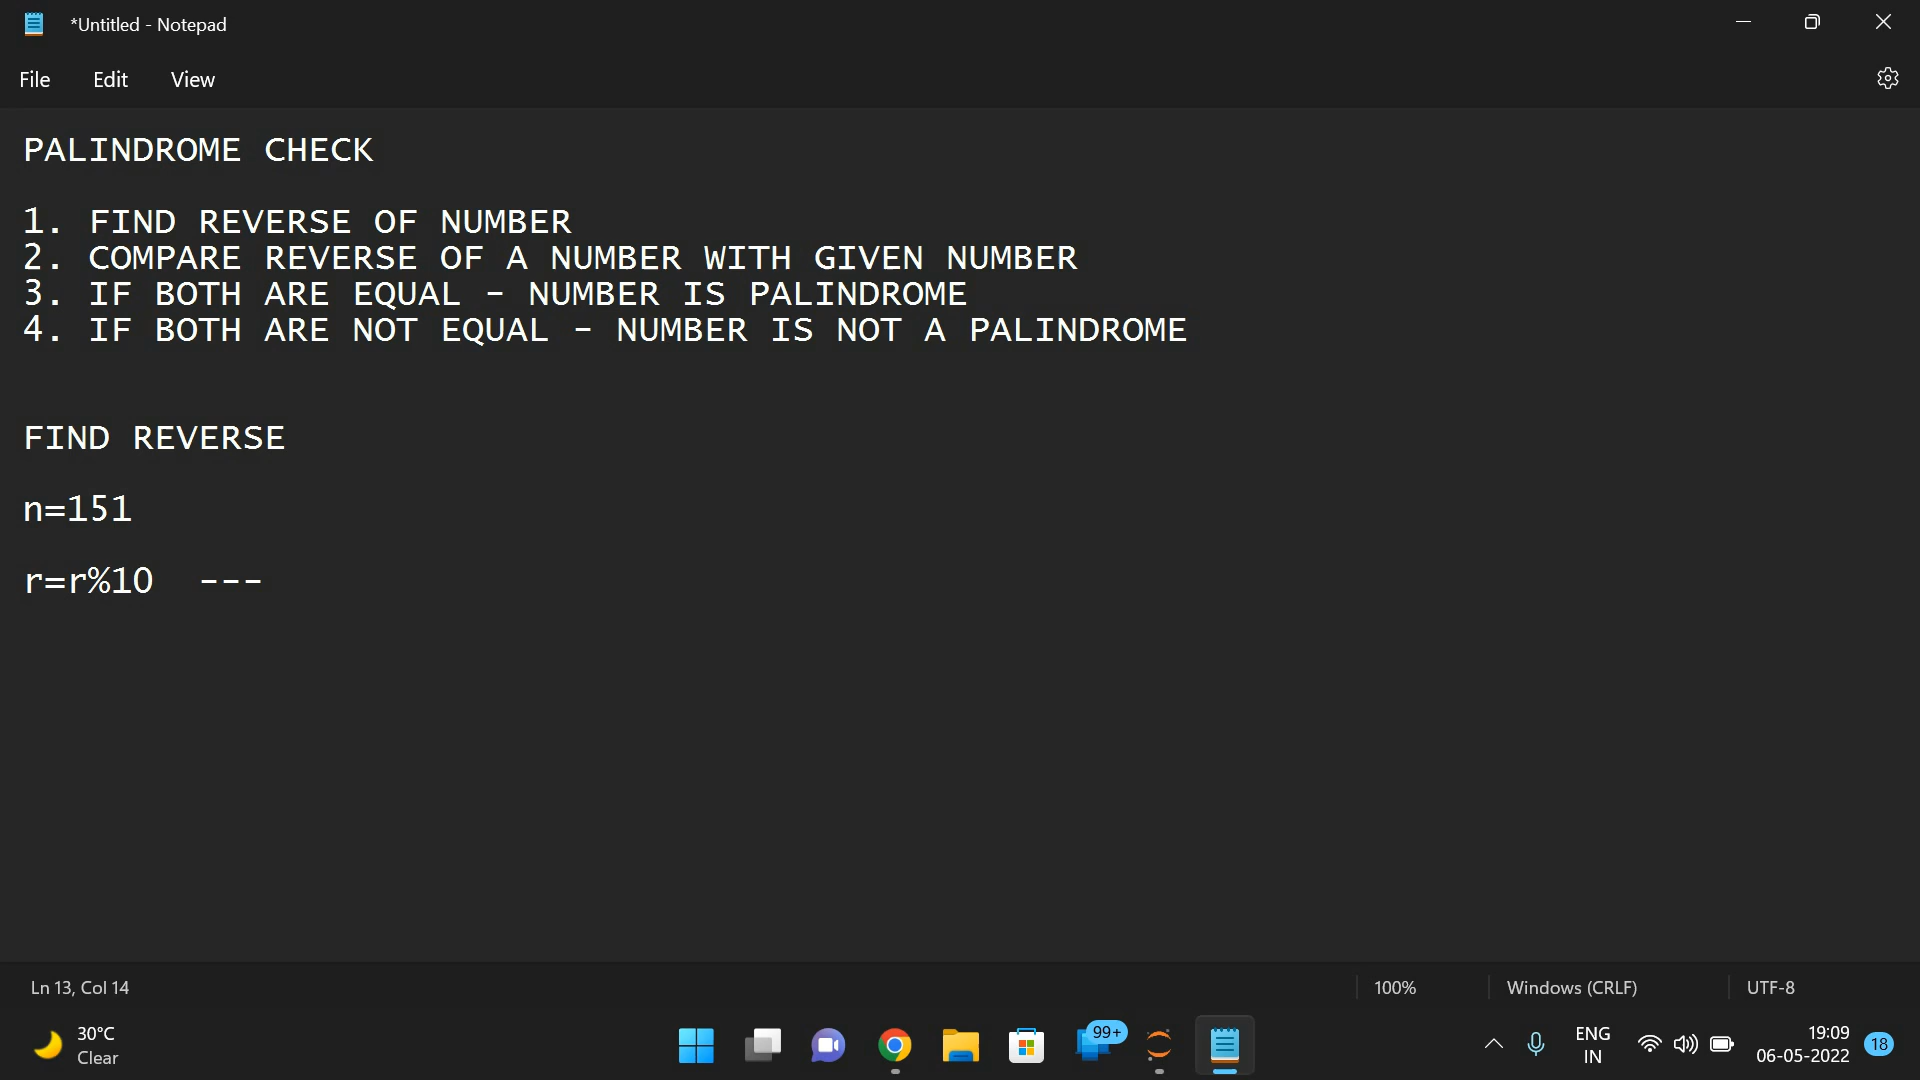 *Untitled - Notepad
File Edit View
PALINDROME CHECK
1. FIND REVERSE OF NUMBER
2. COMPARE REVERSE OF A NUMBER WITH GIVEN NUMBER
3. IF BOTH ARE EQUAL - NUMBER IS PALINDROME
4. IF BOTH ARE NOT EQUAL - NUMBER IS NOT A PALINDROME
FIND REVERSE
n=151
r=r%10  ---
Ln 13, Col 14 100% Windows (CRLF) UTF-8
30°C
Clear
99+
ENG
IN
19:09
06-05-2022
18